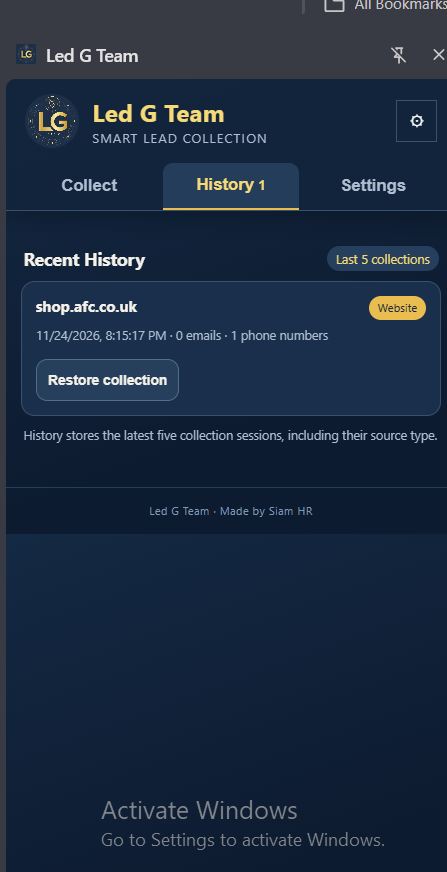 All Bookmarks
LG
Led G Team
LG
Led G Team
SMART LEAD COLLECTION
Collect
History 1
Settings
Recent History
Last 5 collections
shop.afc.co.uk
Website
11/24/2026, 8:15:17 PM · 0 emails · 1 phone numbers
Restore collection
History stores the latest five collection sessions, including their source type.
Led G Team · Made by Siam HR
Activate Windows
Go to Settings to activate Windows.